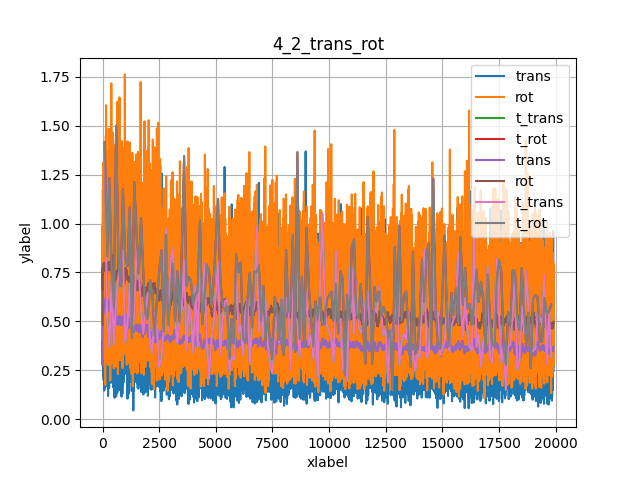 4_2_trans_rot
ylabel
1.75
1.50
1.25
1.00
0.75
0.50
0.25
0.00
trans
rot
t_trans
t_rot
trans
rot
t_trans
t_rot
0 2500 5000 7500 10000 12500 15000 17500 20000
xlabel